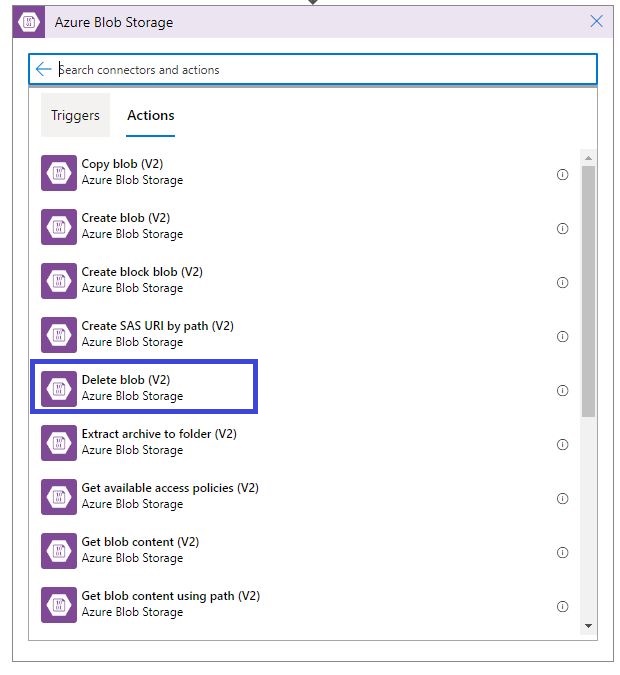 Azure Blob Storage
Search connectors and actions
Triggers Actions
Copy blob (V2)
Azure Blob Storage
Create blob (V2)
Azure Blob Storage
Create block blob (V2)
Azure Blob Storage
Create SAS URI by path (V2)
Azure Blob Storage
Delete blob (V2)
Azure Blob Storage
Extract archive to folder (V2)
Azure Blob Storage
Get available access policies (V2)
Azure Blob Storage
Get blob content (V2)
Azure Blob Storage
Get blob content using path (V2)
Azure Blob Storage